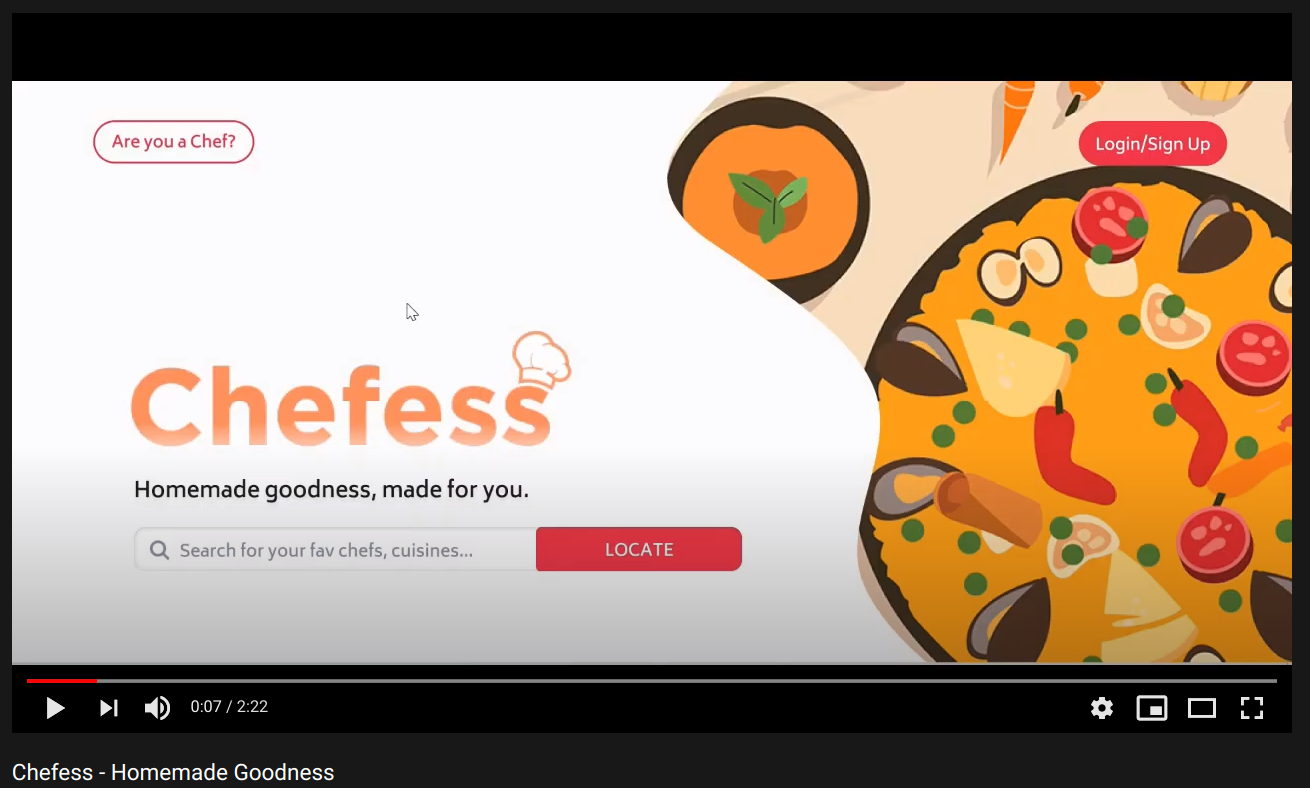 Are you a Chef?
Login/Sign Up
Chefess
Homemade goodness, made for you.
Search for your fav chefs, cuisines...
LOCATE
0:07 / 2:22
Chefess - Homemade Goodness